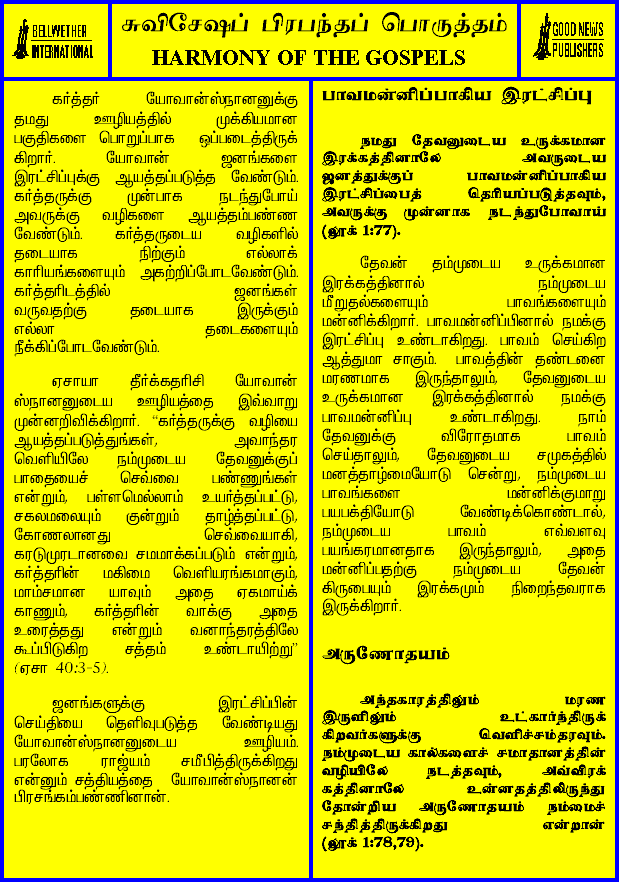 BELLWETHER
INTERNATIONAL
சுவிசேஷப் பிரபந்தப் பொருத்தம்
HARMONY OF THE GOSPELS
GOOD NEWS
PUBLISHERS
கர்த்தர் யோவான்ஸ்நானனுக்கு
தமது ஊழியத்தில் முக்கியமான
பகுதிகளை பொறுப்பாக ஒப்படைத்திருக்
கிறார். யோவான் ஜனங்களை
இரட்சிப்புக்கு ஆயத்தப்படுத்த வேண்டும்.
கர்த்தருக்கு முன்பாக நடந்துபோய்
அவருக்கு வழிகளை ஆயத்தம்பண்ண
வேண்டும். கர்த்தருடைய வழிகளில்
தடையாக நிற்கும் எல்லாக்
காரியங்களையும் அகற்றிப்போடவேண்டும்.
கர்த்தரிடத்தில் ஜனங்கள்
வருவதற்கு தடையாக இருக்கும்
எல்லா தடைகளையும்
நீக்கிப்போடவேண்டும்.
ஏசாயா தீர்க்கதரிசி யோவான்
ஸ்நானனுடைய ஊழியத்தை இவ்வாறு
முன்னறிவிக்கிறார். “கர்த்தருக்கு வழியை
ஆயத்தப்படுத்துங்கள், அவாந்தர
வெளியிலே நம்முடைய தேவனுக்குப்
பாதையைச் செவ்வை பண்ணுங்கள்
என்றும், பள்ளமெல்லாம் உயர்த்தப்பட்டு,
சகலமலையும் குன்றும் தாழ்த்தப்பட்டு,
கோணலானது செவ்வையாகி,
கரடுமுரடானவை சமமாக்கப்படும் என்றும்,
கர்த்தரின் மகிமை வெளியரங்கமாகும்,
மாம்சமான யாவும் அதை ஏகமாய்க்
காணும், கர்த்தரின் வாக்கு அதை
உரைத்தது என்றும் வனாந்தரத்திலே
கூப்பிடுகிற சத்தம் உண்டாயிற்று”
(ஏசா 40:3-5).
ஜனங்களுக்கு இரட்சிப்பின்
செய்தியை தெளிவுபடுத்த வேண்டியது
யோவான்ஸ்நானனுடைய ஊழியம்.
பரலோக ராஜ்யம் சமீபித்திருக்கிறது
என்னும் சத்தியத்தை யோவான்ஸ்நானன்
பிரசங்கம்பண்ணினான்.
பாவமன்னிப்பாகிய இரட்சிப்பு
நமது தேவனுடைய உருக்கமான
இரக்கத்தினாலே அவருடைய
ஜனத்துக்குப் பாவமன்னிப்பாகிய
இரட்சிப்பைத் தெரியப்படுத்தவும்,
அவருக்கு முன்னாக நடந்துபோவாய்
(லூக் 1:77).
தேவன் தம்முடைய உருக்கமான
இரக்கத்தினால் நம்முடைய
மீறுதல்களையும் பாவங்களையும்
மன்னிக்கிறார். பாவமன்னிப்பினால் நமக்கு
இரட்சிப்பு உண்டாகிறது. பாவம் செய்கிற
ஆத்துமா சாகும். பாவத்தின் தண்டனை
மரணமாக இருந்தாலும், தேவனுடைய
உருக்கமான இரக்கத்தினால் நமக்கு
பாவமன்னிப்பு உண்டாகிறது. நாம்
தேவனுக்கு விரோதமாக பாவம்
செய்தாலும், தேவனுடைய சமுகத்தில்
மனத்தாழ்மையோடு சென்று, நம்முடைய
பாவங்களை மன்னிக்குமாறு
பயபக்தியோடு வேண்டிக்கொண்டால்,
நம்முடைய பாவம் எவ்வளவு
பயங்கரமானதாக இருந்தாலும், அதை
மன்னிப்பதற்கு நம்முடைய தேவன்
கிருபையும் இரக்கமும் நிறைந்தவராக
இருக்கிறார்.
அருணோதயம்
அந்தகாரத்திலும் மரண
இருளிலும் உட்கார்ந்திருக்
கிறவர்களுக்கு வெளிச்சம்தரவும்.
நம்முடைய கால்களைச் சமாதானத்தின்
வழியிலே நடத்தவும், அவ்விரக்
கத்தினாலே உன்னதத்திலிருந்து
தோன்றிய அருணோதயம் நம்மைச்
சந்தித்திருக்கிறது என்றான்
(லூக் 1:78,79).